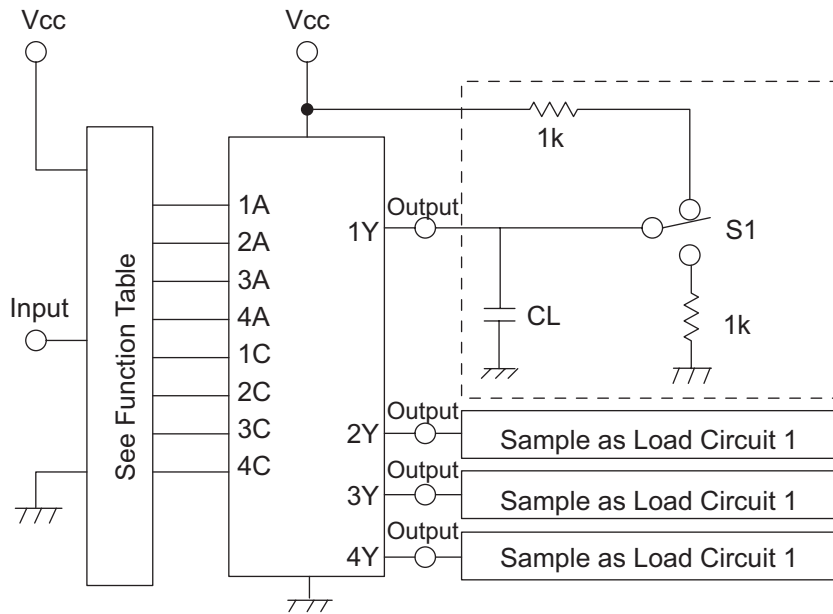 Vcc
Vcc
1k
1A
Output
S1
1Y
2A
3A
Input
4A
CL
1k
1C
See Function Table
2C
Output
3C
2Y
Sample as Load Circuit 1
4C
Output
3Y
Sample as Load Circuit 1
Output
4Y
Sample as Load Circuit 1